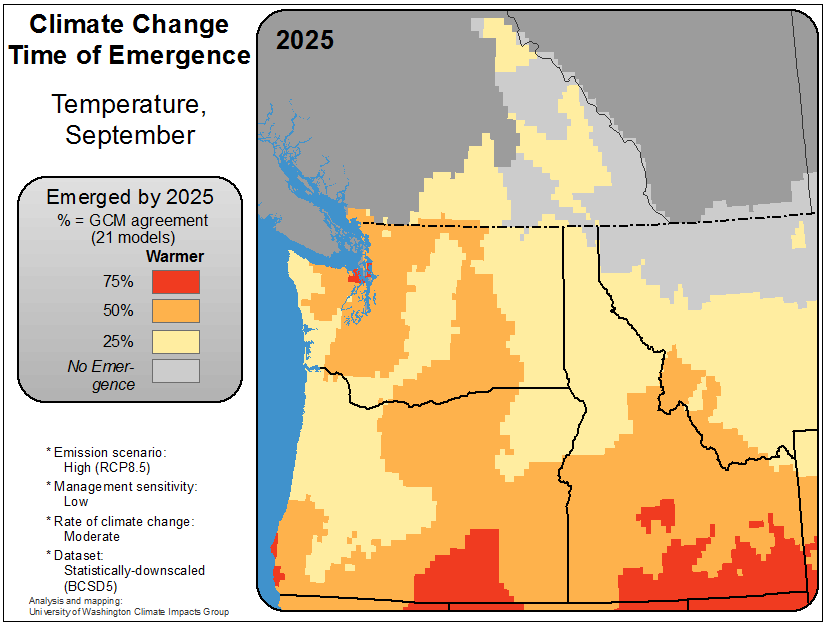 Climate Change
Time of Emergence
Temperature,
September
2025
Emerged by 2025
% = GCM agreement
(21 models)
Warmer
75%
50%
25%
No Emer-
gence
* Emission scenario:
High (RCP8.5)
* Management sensitivity:
Low
* Rate of climate change:
Moderate
* Dataset:
Statistically-downscaled
(BCSD5)
Analysis and mapping:
University of Washington Climate Impacts Group